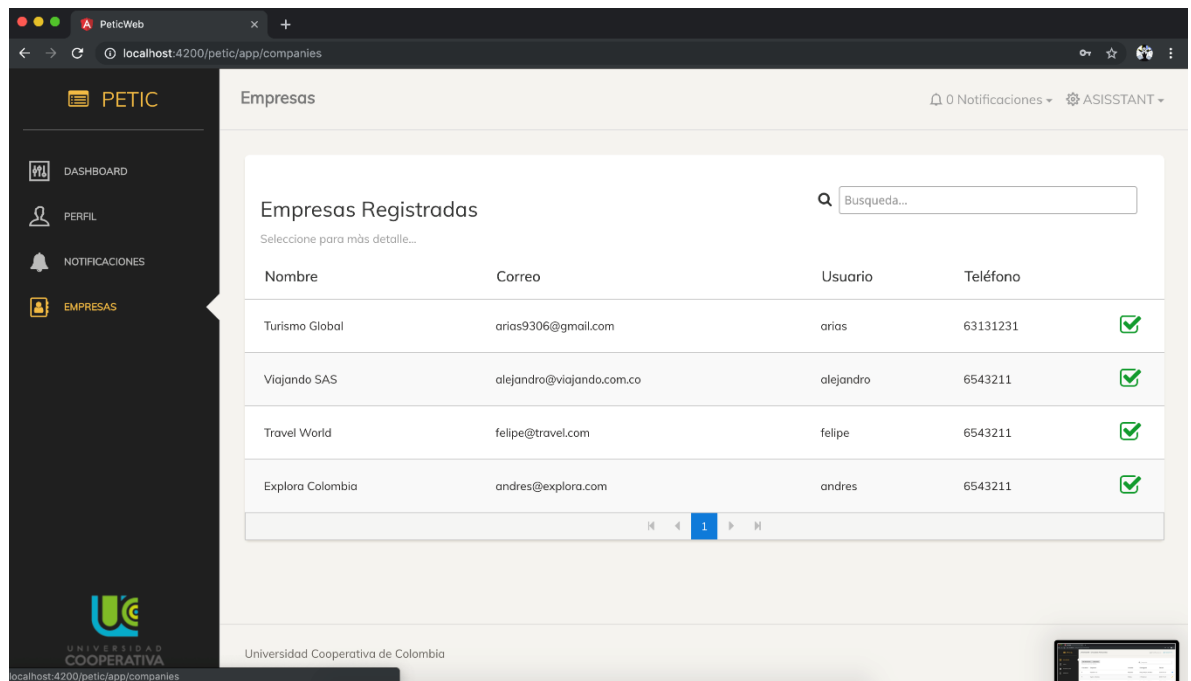 PeticWeb
localhost:4200/petic/app/companies
PETIC
Empresas
0 Notificaciones
ASISSTANT
DASHBOARD
PERFIL
NOTIFICACIONES
EMPRESAS
Empresas Registradas
Busqueda...
Seleccione para màs detalle...
Nombre Correo Usuario Teléfono
Turismo Global arias9306@gmail.com arias 63131231
Viajando SAS alejandro@viajando.com.co alejandro 6543211
Travel World felipe@travel.com felipe 6543211
Explora Colombia andres@explora.com andres 6543211
1
UNIVERSIDAD
COOPERATIVA
Universidad Cooperativa de Colombia
localhost:4200/petic/app/companies